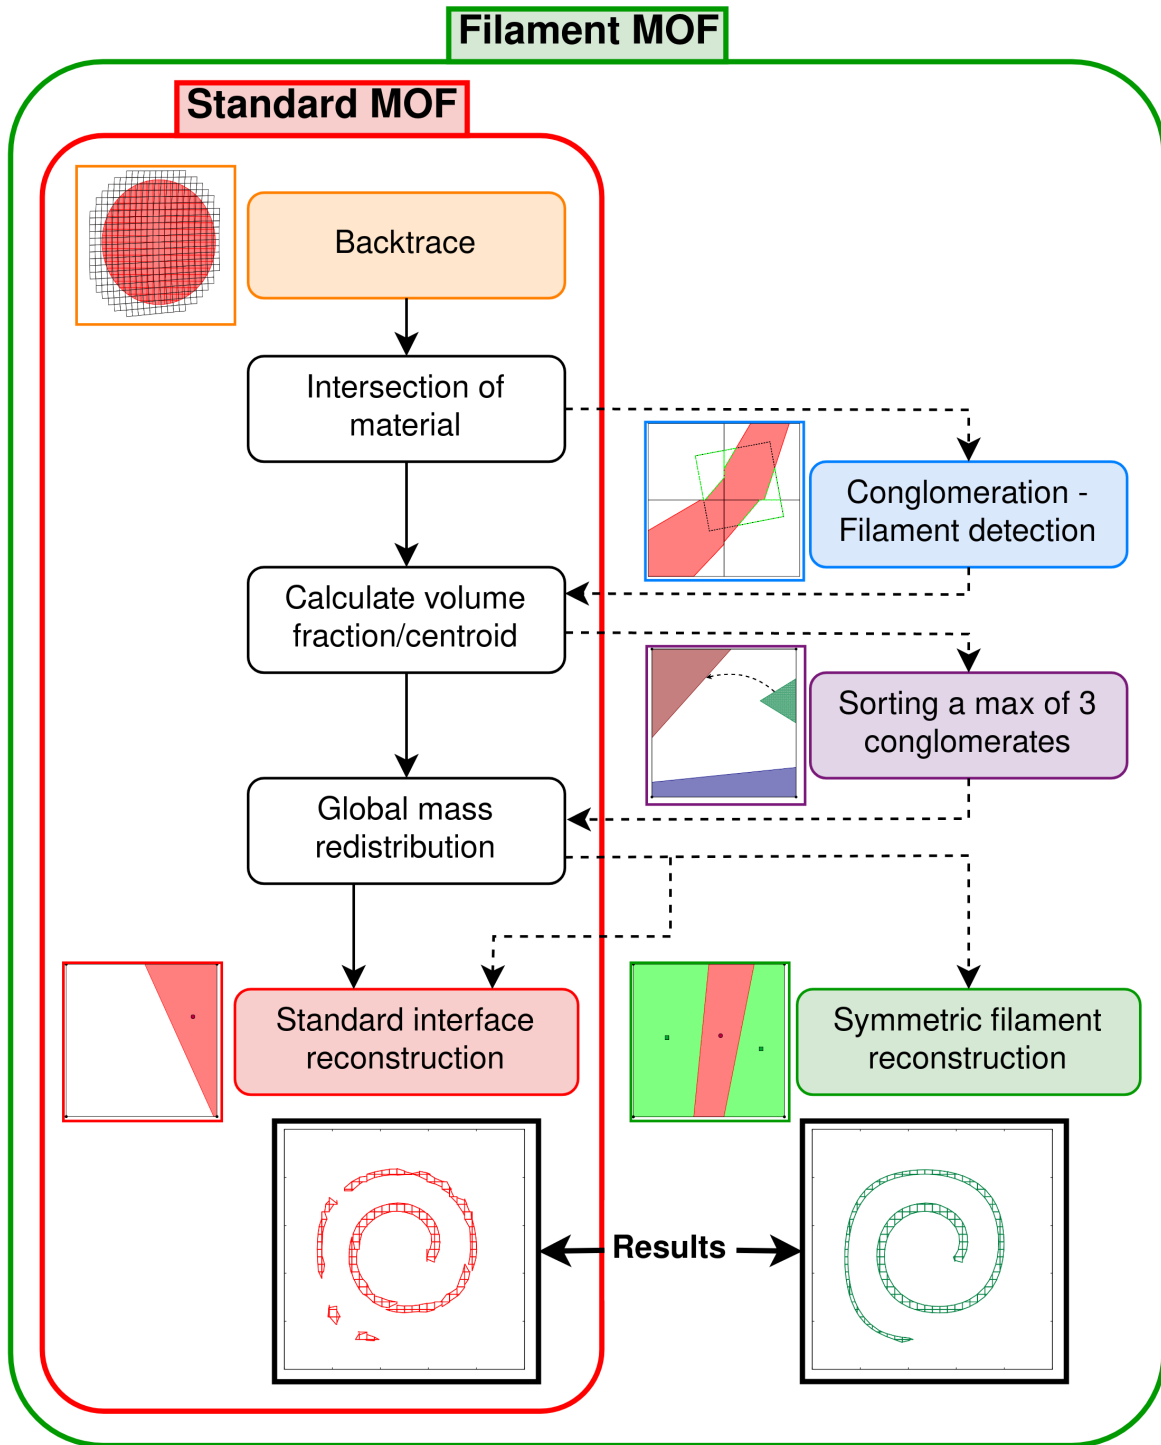 Filament MOF
Standard MOF
Backtrace
Intersection of
material
Conglomeration -
Filament detection
Calculate volume
fraction/centroid
Sorting a max of 3
conglomerates
Global mass
redistribution
Standard interface
reconstruction
Symmetric filament
reconstruction
Results